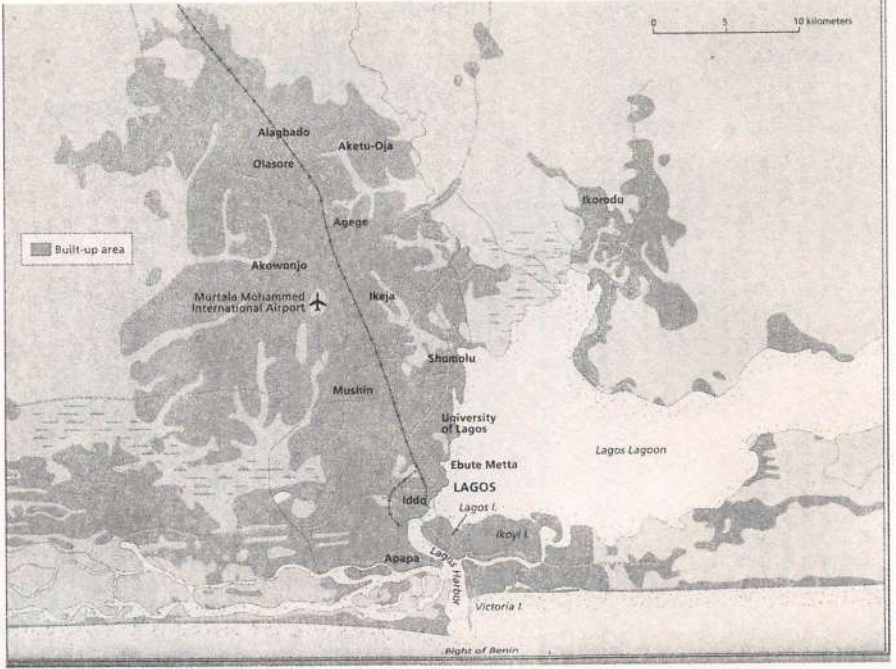 0 5 10 kilometers
Alagbado
Aketu-Oja
Olasore
Ikorodu
Agege
Built-up area
Akowonjo
Murtala Mohammed
International Airport
Ikeja
Shomolu
Mushin
University
of Lagos
Lagos Lagoon
Ebute Metta
LAGOS
Iddo
Lagos I.
Ikoyi I.
Apapa
Lagos Harbor
Victoria I.
Bight of Benin